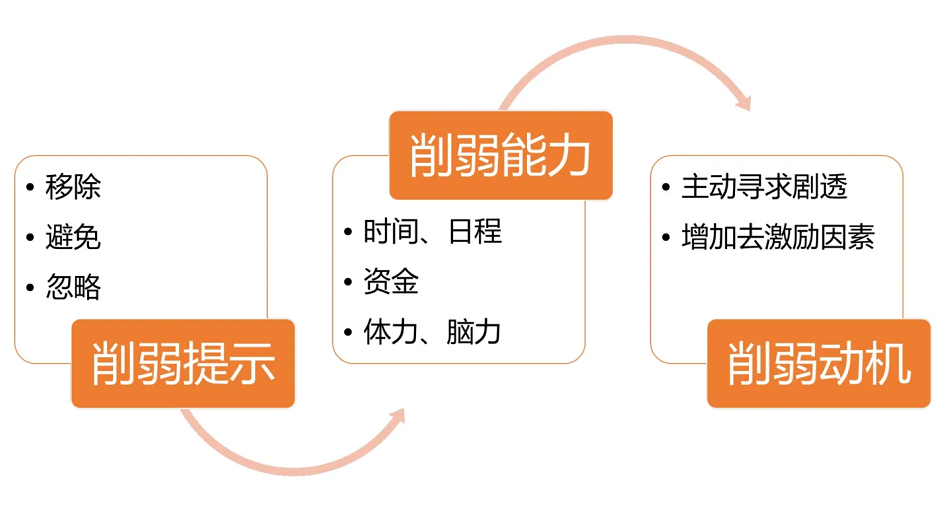 • 移除
• 避免
• 忽略
削弱提示
削弱能力
• 时间、日程
• 资金
• 体力、脑力
• 主动寻求剧透
• 增加去激励因素
削弱动机